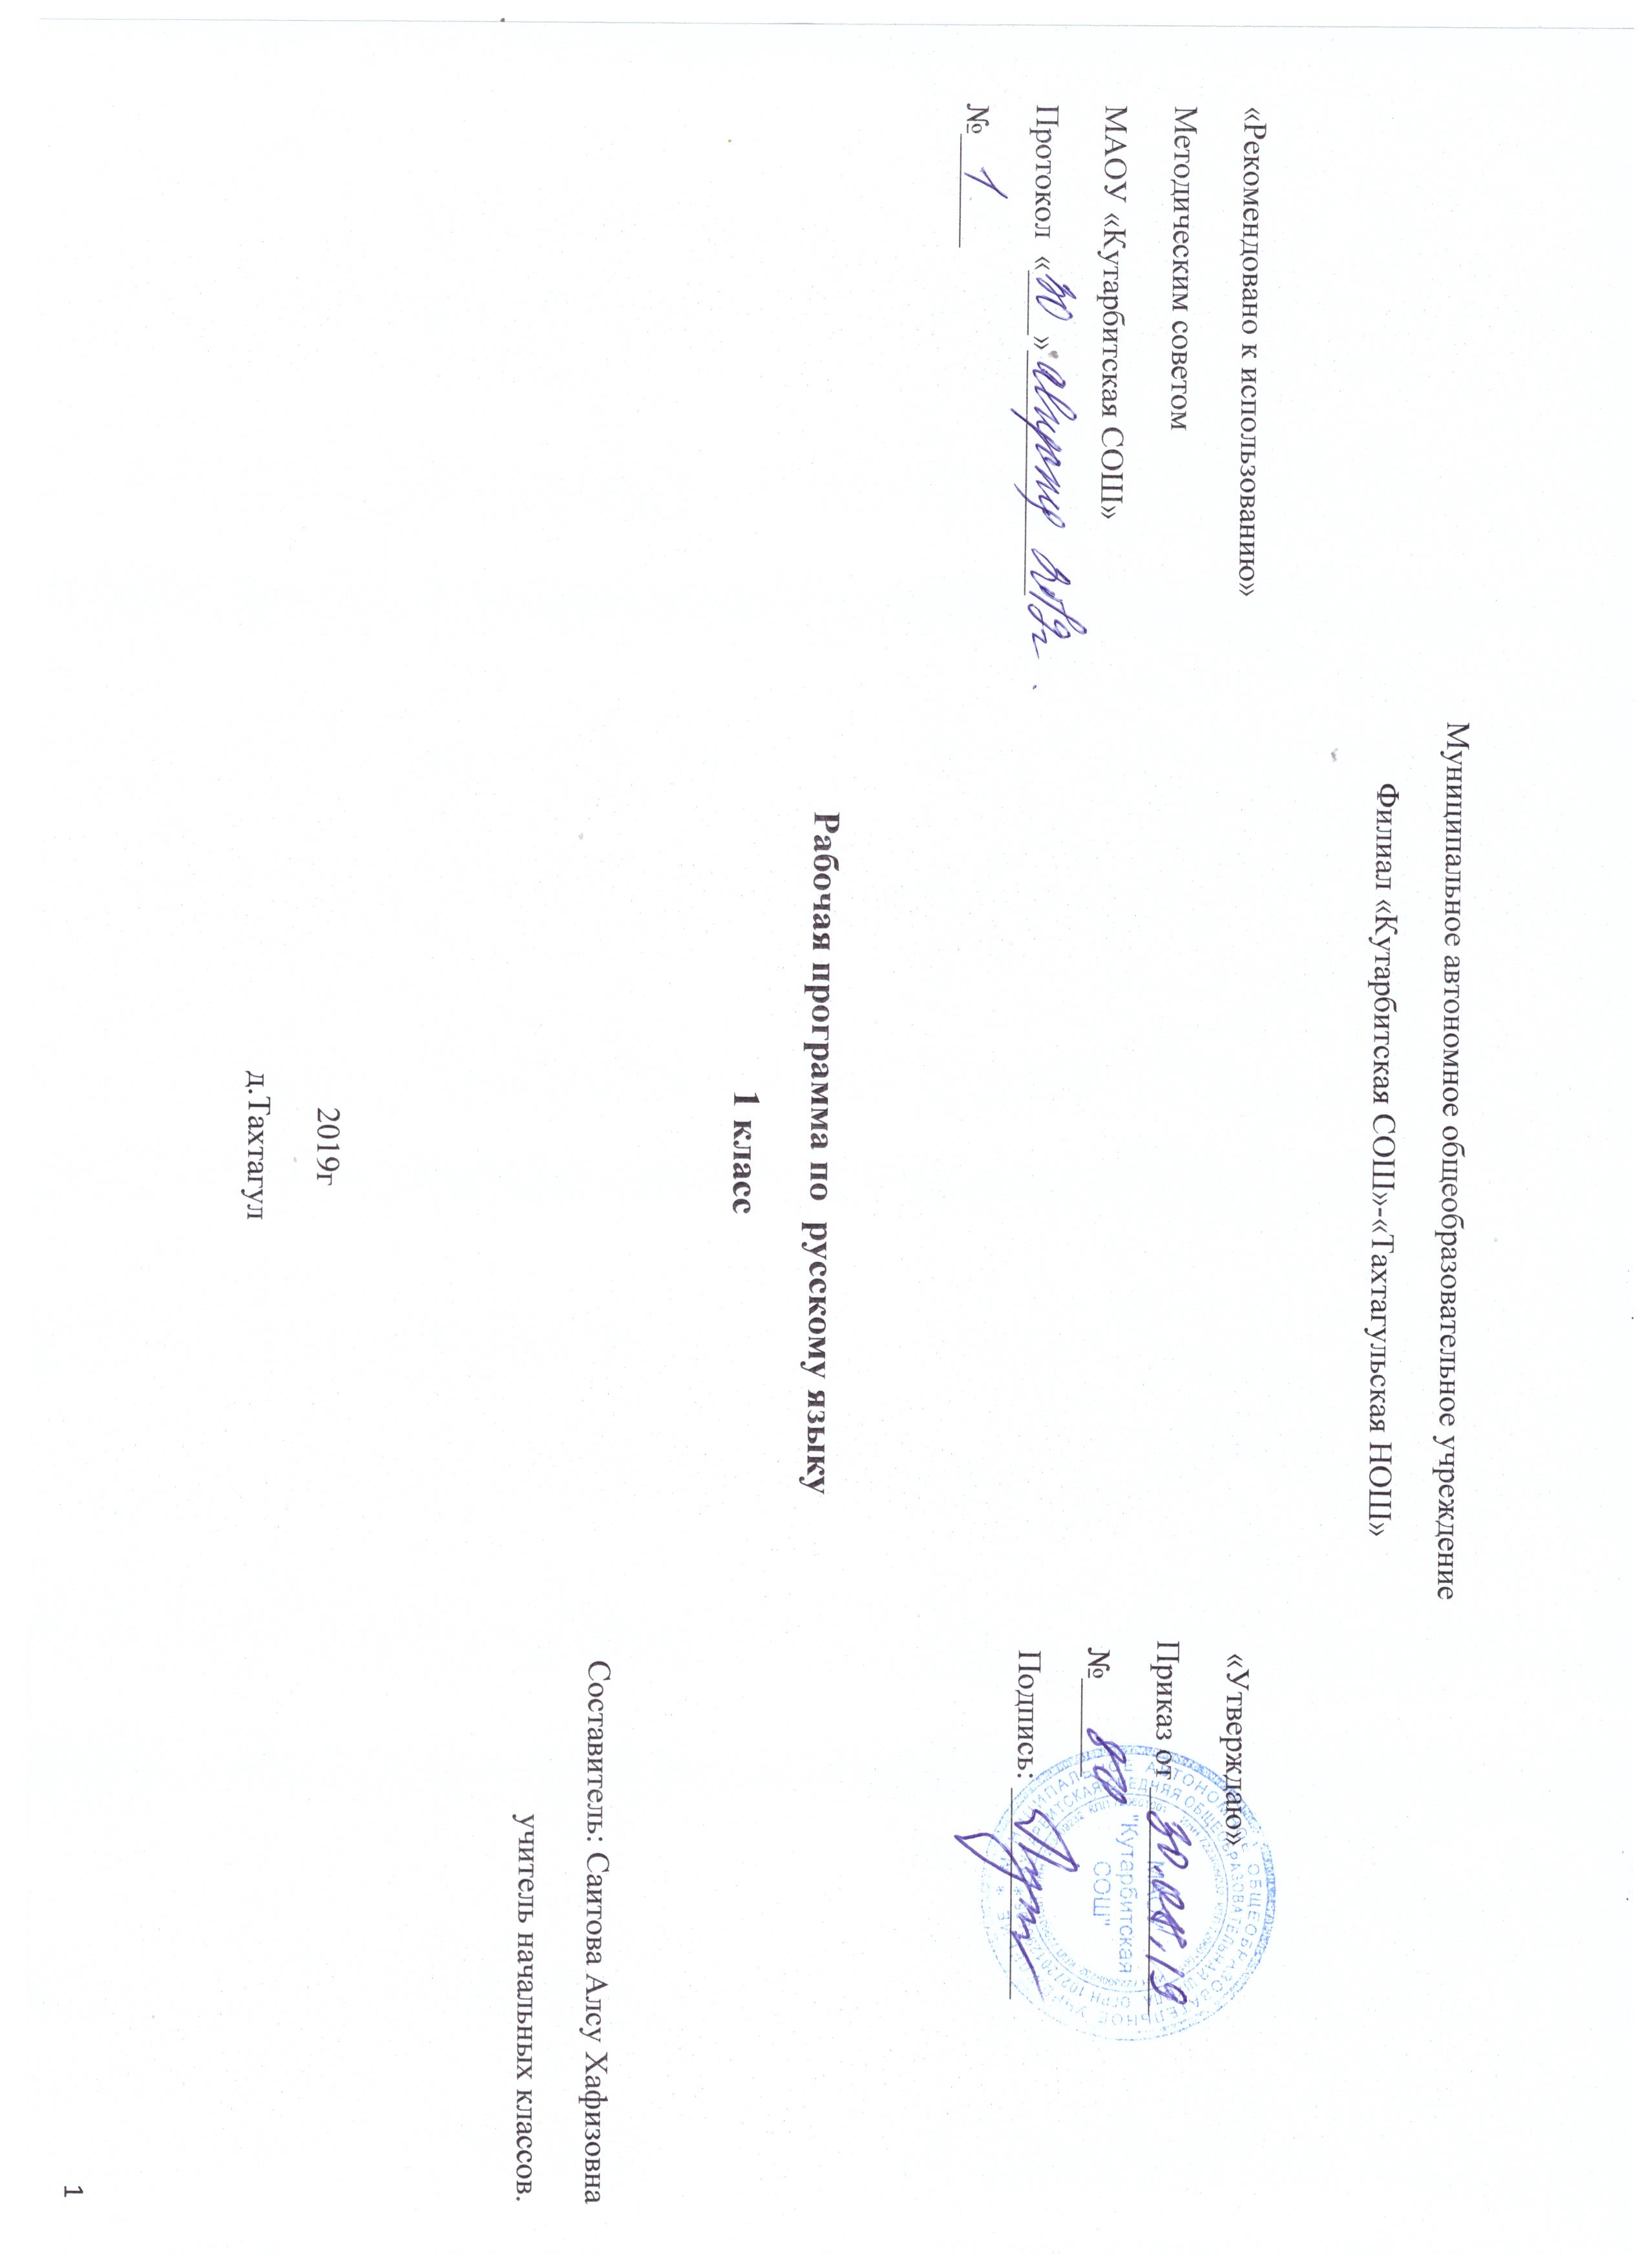 Муниципальное автономное общеобразовательное учреждение
Филиал «Кутарбитская СОШ»-«Тахтагульская НОШ»
«Рекомендовано к использованию»
Методическим советом
МАОУ «Кутарбитская СОШ»
Протокол «30» августа 2019г.
№ 1
«Утверждаю»
Приказ от 30.08.19
№ 80
Подпись:
"Кутарбитская
СОШ"
Рабочая программа по русскому языку
1 класс
Составитель: Саитова Алсу Хафизовна
учитель начальных классов.
2019г
д.Тахтагул
1